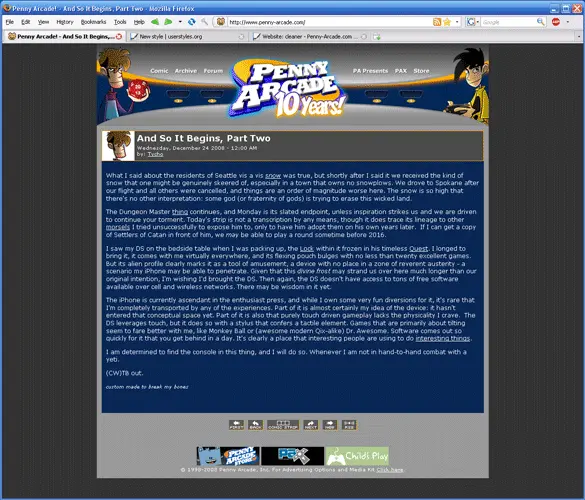 Penny Arcade! - And So It Begins, Part Two - Mozilla Firefox
File Edit View History Bookmarks Tools Help http://www.penny-arcade.com/ Google
Penny Arcade! - And So It Begins,... New style | userstyles.org Website: cleaner - Penny-Arcade.com ...
Comic Archive Forum PENNY ARCADE 10 Years! PA Presents PAX Store
And So It Begins, Part Two
Wednesday, December 24 2008 - 12:00 AM
by: Tycho
What I said about the residents of Seattle vis a vis snow was true, but shortly after I said it we received the kind of
snow that one might be genuinely skeered of, especially in a town that owns no snowplows. We drove to Spokane after
our flight and all others were cancelled, and things are an order of magnitude worse here. The snow is so high that
there's no other interpretation: some god (or fraternity of gods) is trying to erase this wicked land.
The Dungeon Master thing continues, and Monday is its slated endpoint, unless inspiration strikes us and we are driven
to continue your torment. Today's strip is not a transcription by any means, though it does trace its lineage to other
morsels I tried unsuccessfully to expose him to, only to have him adopt them on his own years later. If I can get a copy
of Settlers of Catan in front of him, we may be able to play a round sometime before 2016.
I saw my DS on the bedside table when I was packing up, the Lock within it frozen in his timeless Quest. I longed to
bring it, it comes with me virtually everywhere, and its flexing pouch bulges with no less than twenty excellent games.
But its alien profile clearly marks it as a tool of amusement, a device with no place in a zone of reverent austerity - a
scenario my iPhone may be able to penetrate. Given that this divine frost may strand us over here much longer than our
original intention, I'm wishing I'd brought the DS. Then again, the DS doesn't have access to tons of free software
available over cell and wireless networks. There may be wisdom in it yet.
The iPhone is currently ascendant in the enthusiast press, and while I own some very fun diversions for it, it's rare that
I'm completely transported by any of the experiences. Part of it is almost certainly my idea of the device: it hasn't
entered that conceptual space yet. Part of it is also that purely touch driven gameplay lacks the physicality I crave. The
DS leverages touch, but it does so with a stylus that confers a tactile element. Games that are primarily about tilting
seem to fare better with me, like Monkey Ball or (awesome modern Qix-alike) Dr. Awesome. Software comes out so
quickly for it that you get behind in a day. It's clearly a place that interesting people are using to do interesting things.
I am determined to find the console in this thing, and I will do so. Whenever I am not in hand-to-hand combat with a
yeti.
(CW)TB out.
custom made to break my bones
FIRST BACK COMIC STRIP NEXT NEW RSS
PENNY ARCADE STORE PAX Child's Play
© 1998-2008 Penny Arcade, Inc. For Advertising Options and Media Kit Click here.